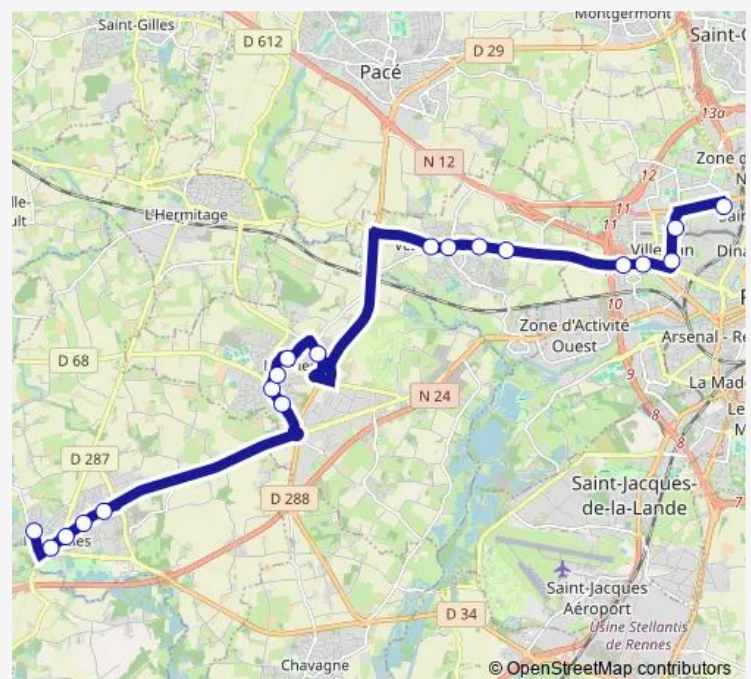 Montgermont
Saint-Gilles
D 612
D 29
Saint-
Pacé
13a
Zone d
N 12
12
11
11
L'Hermitage
10
Zone d'Activité
Ouest
Arsenal - Re
D 68
N 24
9
La Mad
8
8
D 287
D 288
Saint-Jacques-
de-la-Lande
7
Saint-Jacques
Aéroport
D 34
Usine Stellantis
de Rennes
Chavagne
© OpenStreetMap contributors